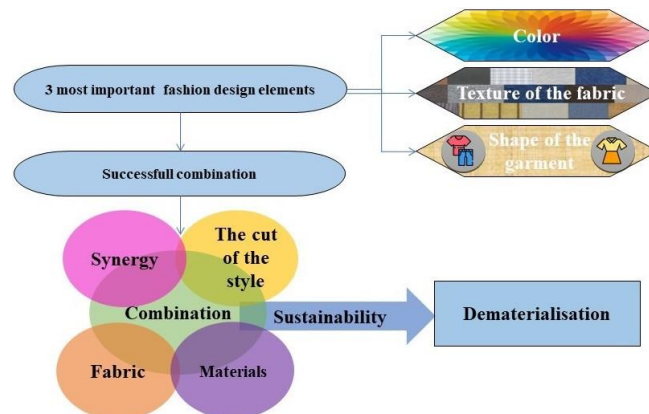 Color
3 most important fashion design elements
Texture of the fabric
Shape of the
garment
Successfull combination
Synergy
The cut of
the
style
Combination
Sustainability
Dematerialisation
Fabric
Materials